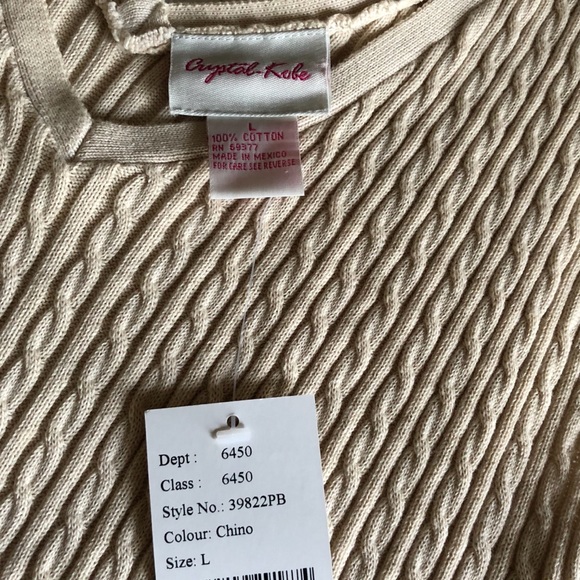 Crystal-Kobe
L
100% COTTON
RN 69377
MADE IN MEXICO
FOR CARE SEE REVERSE
Dept : 6450
Class : 6450
Style No.: 39822PB
Colour: Chino
Size: L